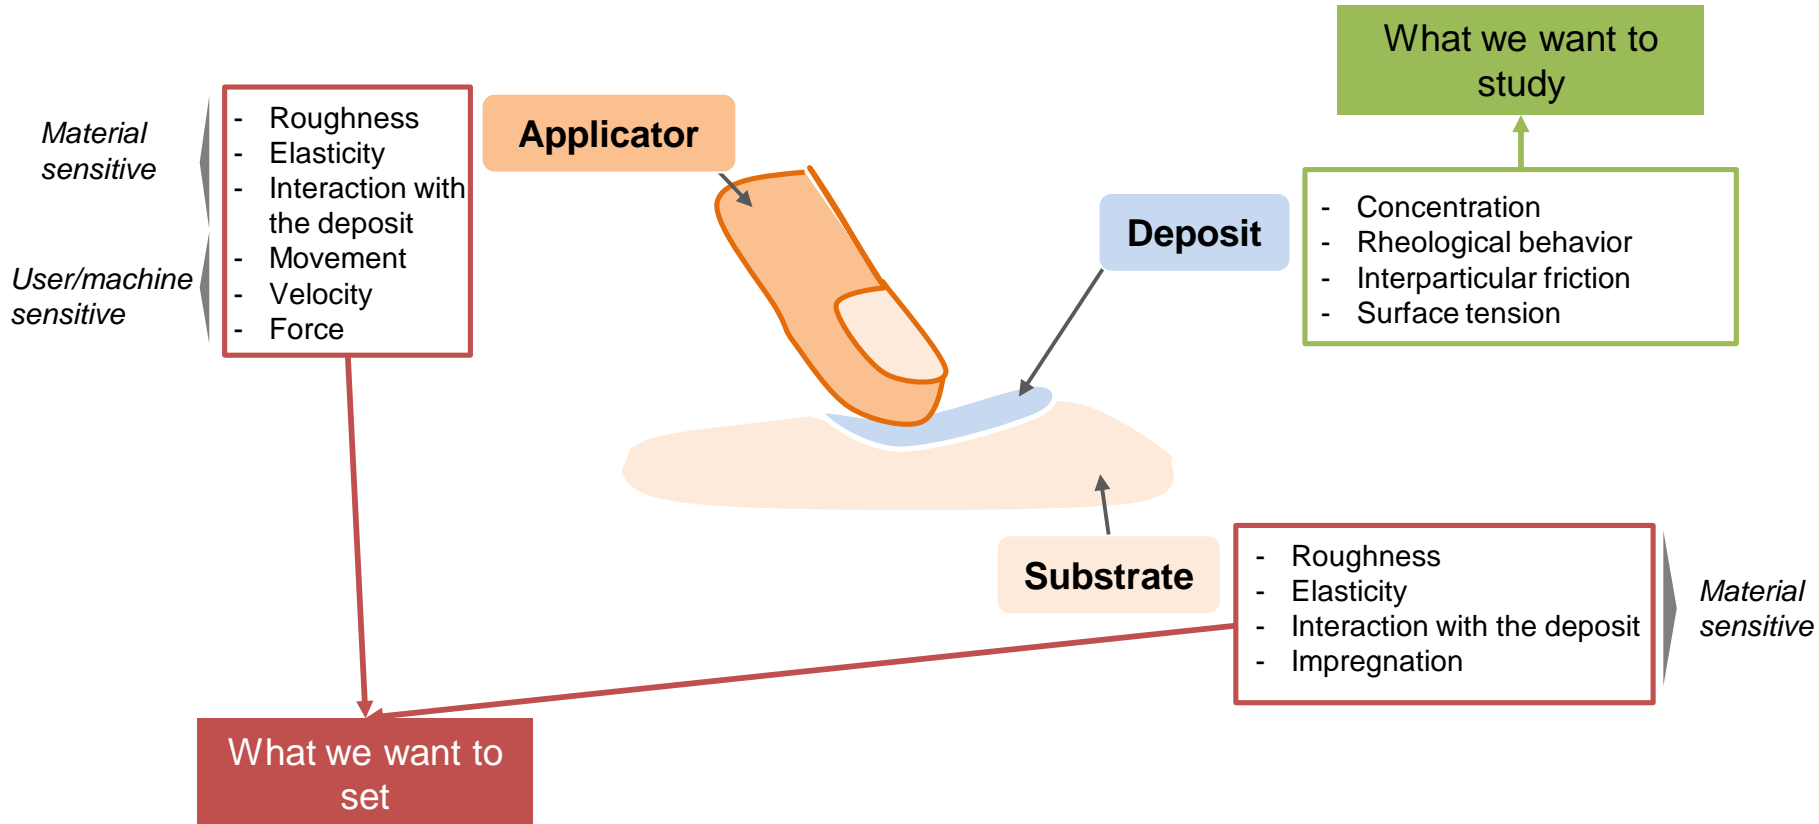 What we want to
study
Material
sensitive
User/machine
sensitive
- Roughness
- Elasticity
- Interaction with
the deposit
- Movement
- Velocity
- Force
Applicator
Deposit
- Concentration
- Rheological behavior
- Interparticular friction
- Surface tension
Substrate
- Roughness
- Elasticity
- Interaction with the deposit
- Impregnation
Material
sensitive
What we want to
set